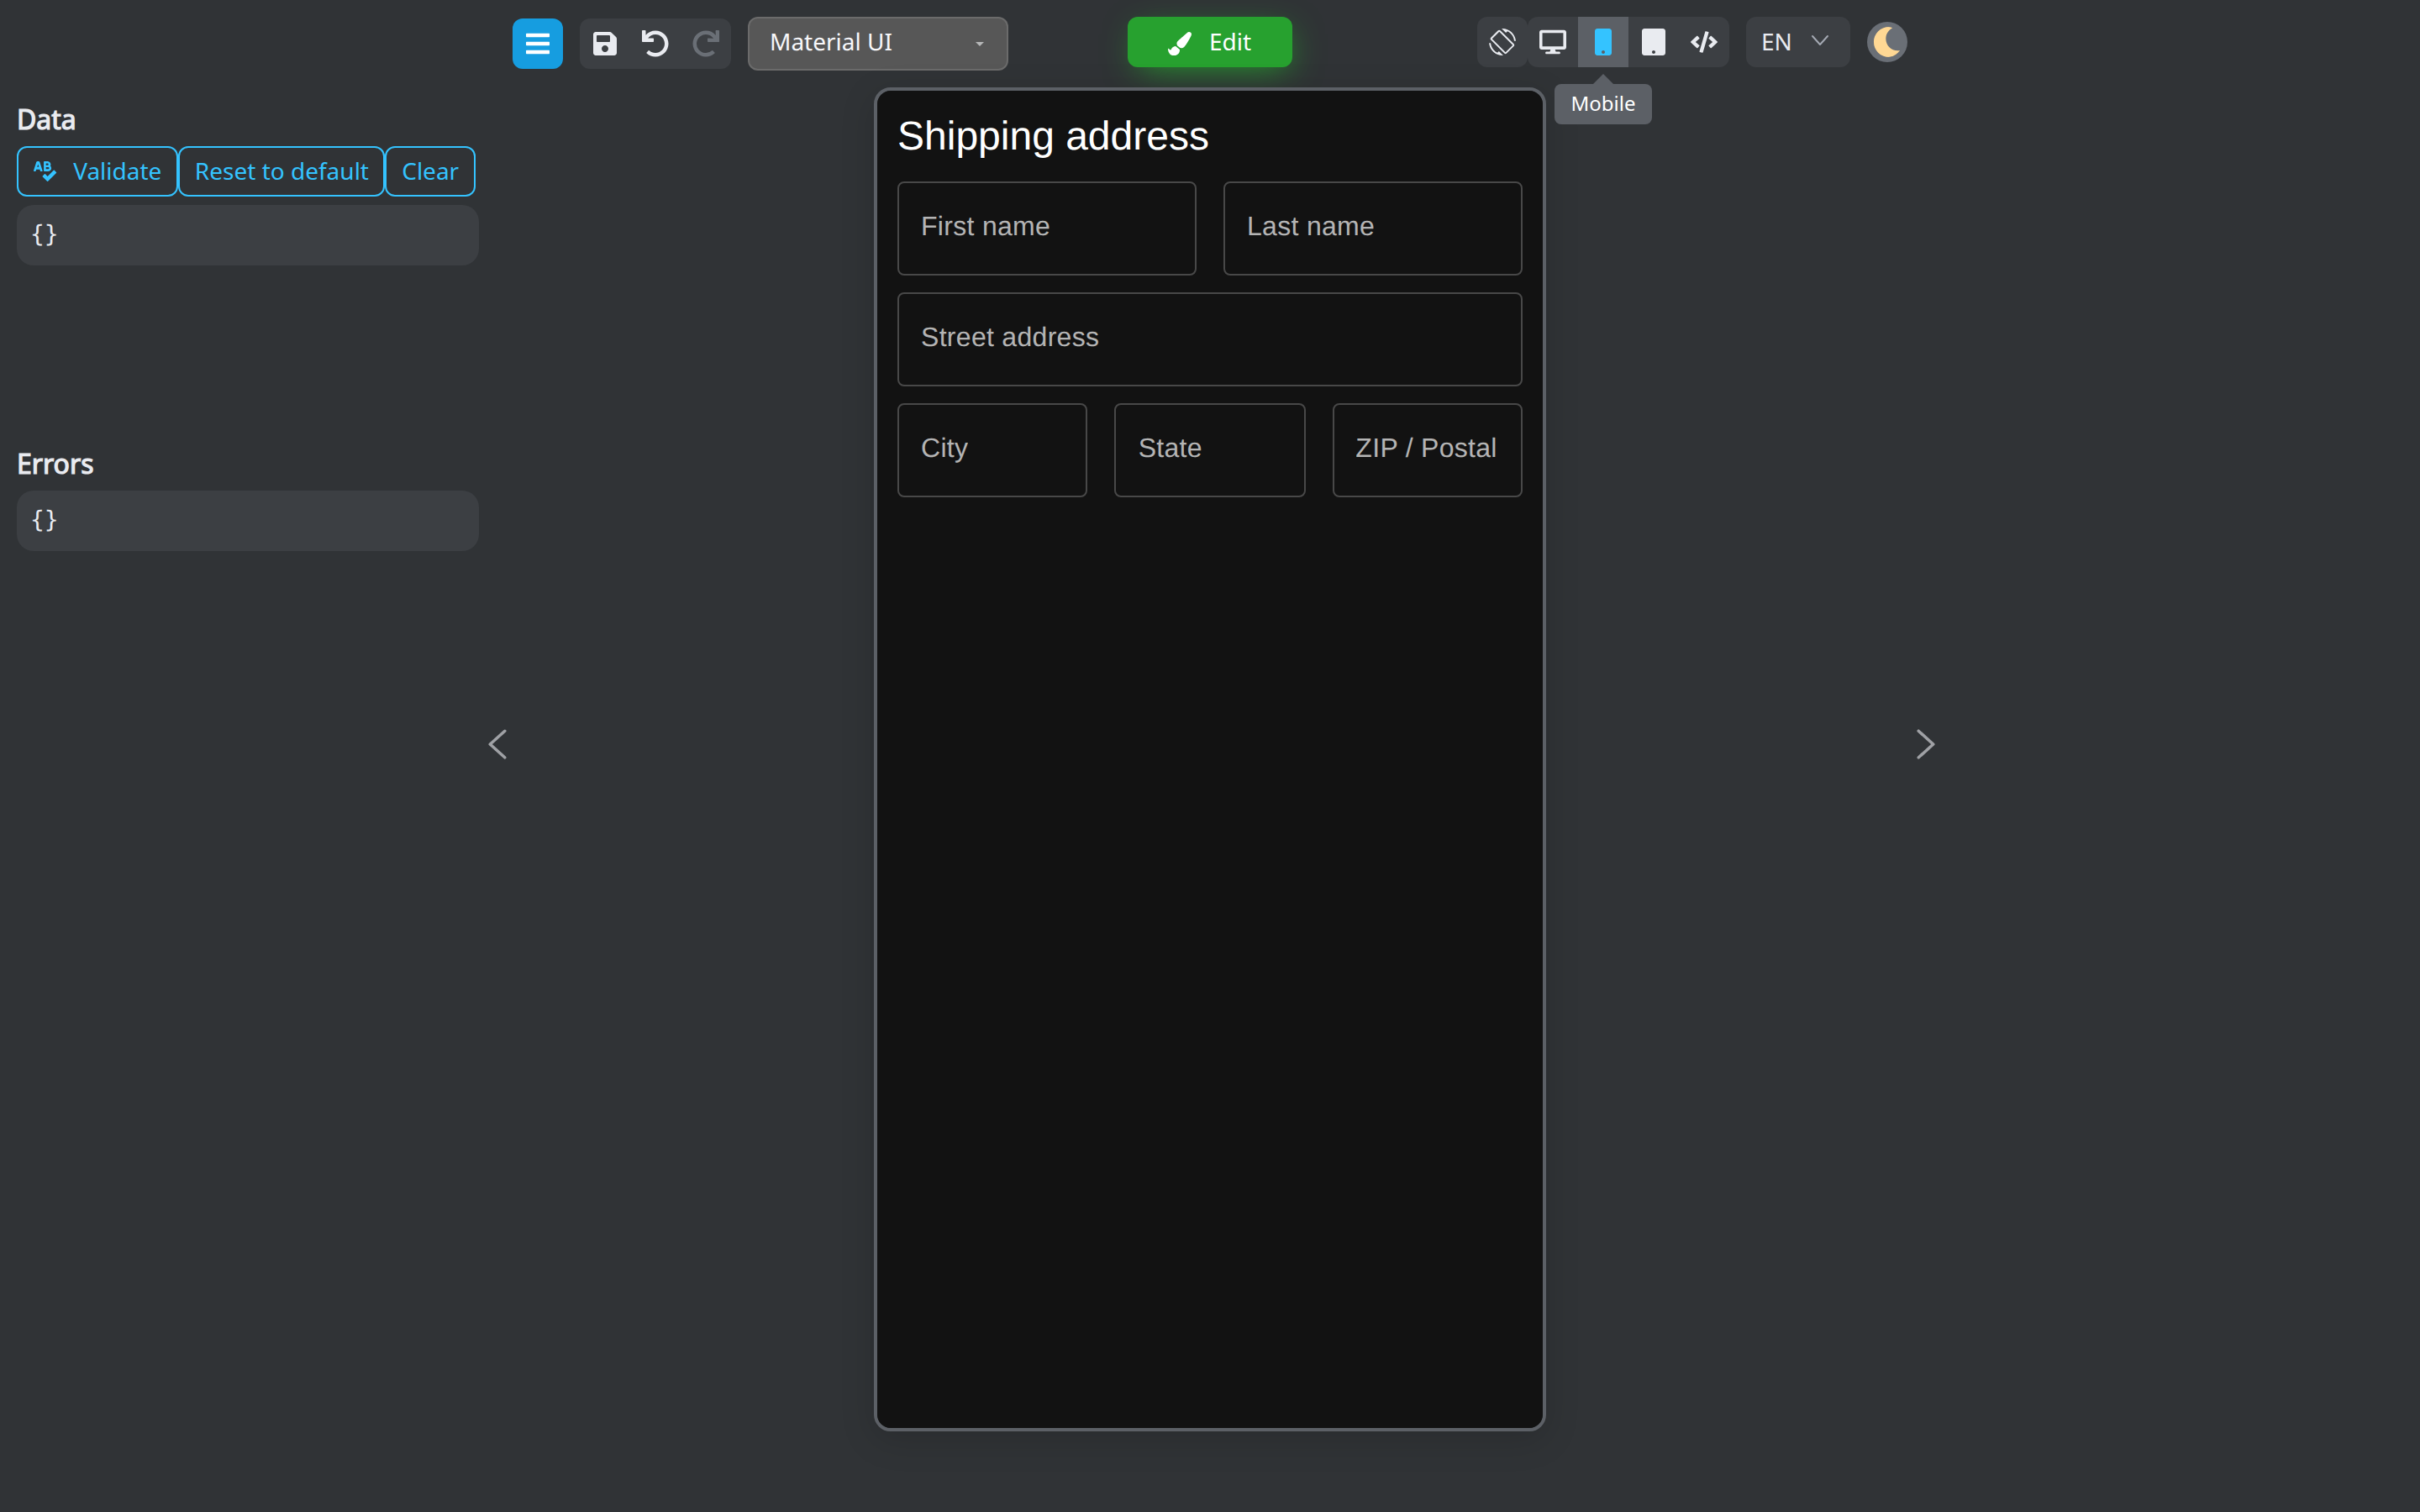 Material UI
Edit
EN
Mobile
Data
AB Validate
Reset to default
Clear
{}
Errors
{}
Shipping address
First name
Last name
Street address
City
State
ZIP / Postal